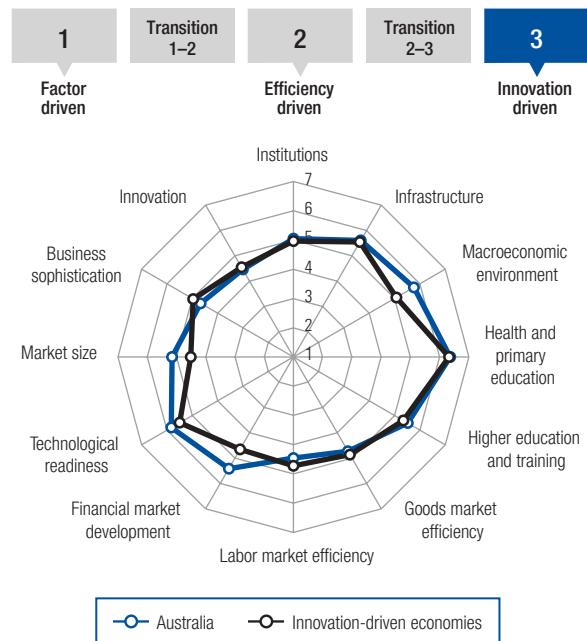 1
Transition
1–2
2
Transition
2–3
3
Factor
driven
Efficiency
driven
Innovation
driven
Institutions
Infrastructure
Macroeconomic
environment
Health and
primary
education
Higher education
and training
Goods market
efficiency
Labor market efficiency
Financial market
development
Technological
readiness
Market size
Business
sophistication
Innovation
7
6
5
4
3
2
1
Australia
Innovation-driven economies